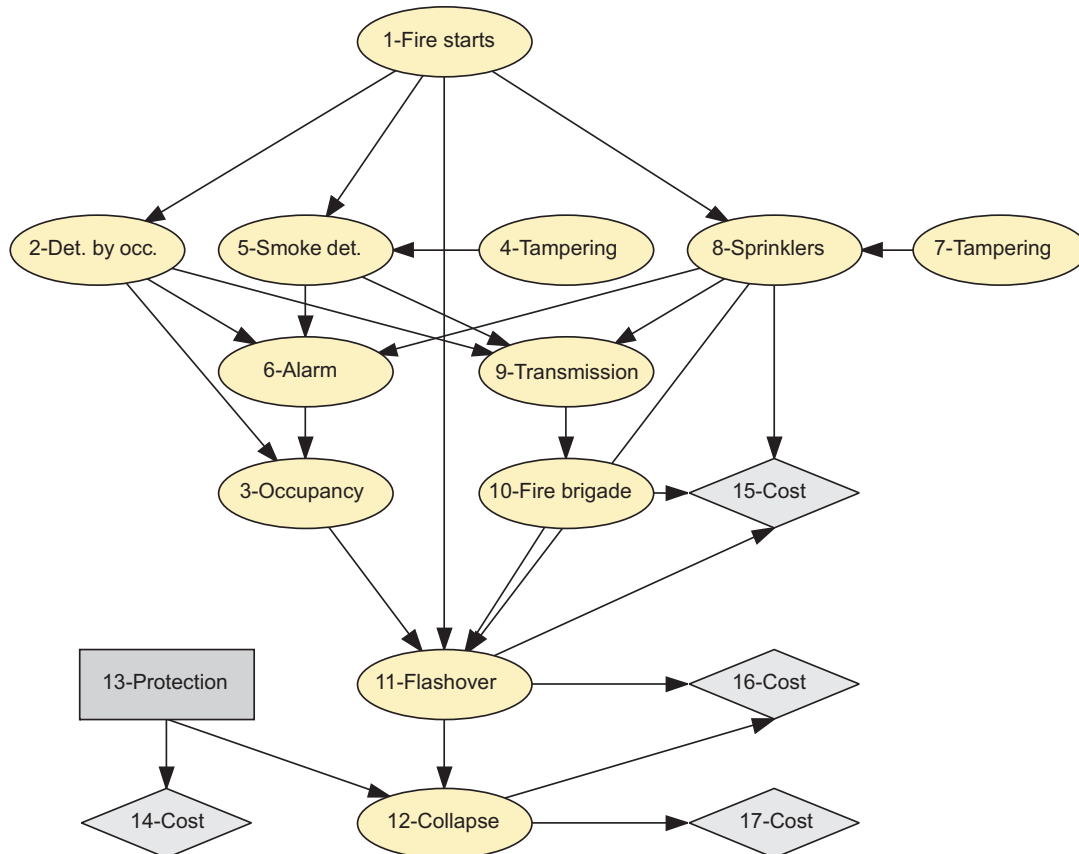 1-Fire starts
2-Det. by occ.
5-Smoke det.
4-Tampering
8-Sprinklers
7-Tampering
6-Alarm
9-Transmission
3-Occupancy
10-Fire brigade
15-Cost
13-Protection
11-Flashover
16-Cost
14-Cost
12-Collapse
17-Cost